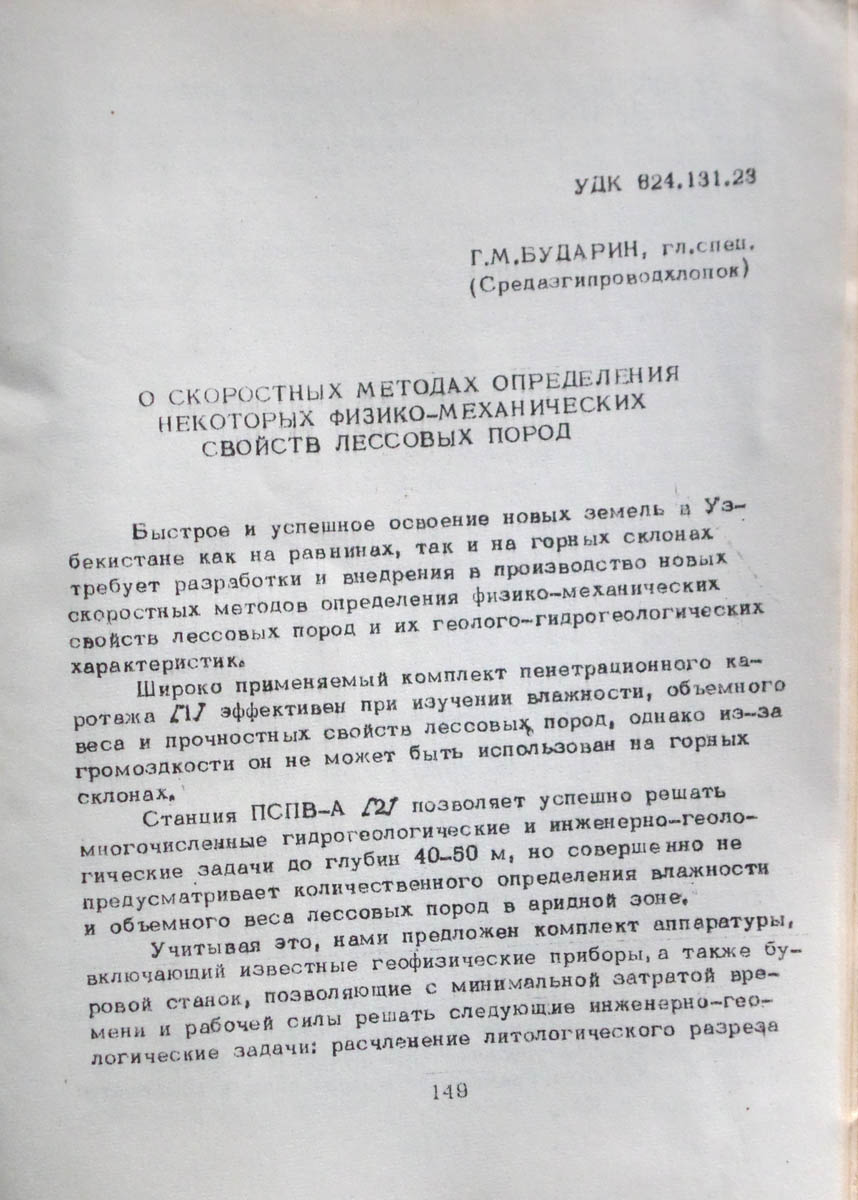 УДК 624.131.23
Г.М.БУДАРИН, гл.спец.
(Средазгипроводхлопок)
О СКОРОСТНЫХ МЕТОДАХ ОПРЕДЕЛЕНИЯ
НЕКОТОРЫХ ФИЗИКО-МЕХАНИЧЕСКИХ
СВОЙСТВ ЛЕССОВЫХ ПОРОД
Быстрое и успешное освоение новых земель в Уз-
бекистане как на равнинах, так и на горных склонах
требует разработки и внедрения в производство новых
скоростных методов определения физико-механических
свойств лессовых пород и их геолого-гидрогеологических
характеристик.
Широко применяемый комплект пенетрационного ка-
ротажа [1] эффективен при изучении влажности, объемного
веса и прочностных свойств лессовых пород, однако из-за
громоздкости он не может быть использован на горных
склонах.
Станция ПСПВ-А [2] позволяет успешно решать
многочисленные гидрогеологические и инженерно-геоло-
гические задачи до глубин 40-50 м, но совершенно не
предусматривает количественного определения влажности
и объемного веса лессовых пород в аридной зоне.
Учитывая это, нами предложен комплект аппаратуры,
включающий известные геофизические приборы, а также бу-
ровой станок, позволяющие с минимальной затратой вре-
мени и рабочей силы решать следующие инженерно-гео-
логические задачи: расчленение литологического разреза
149